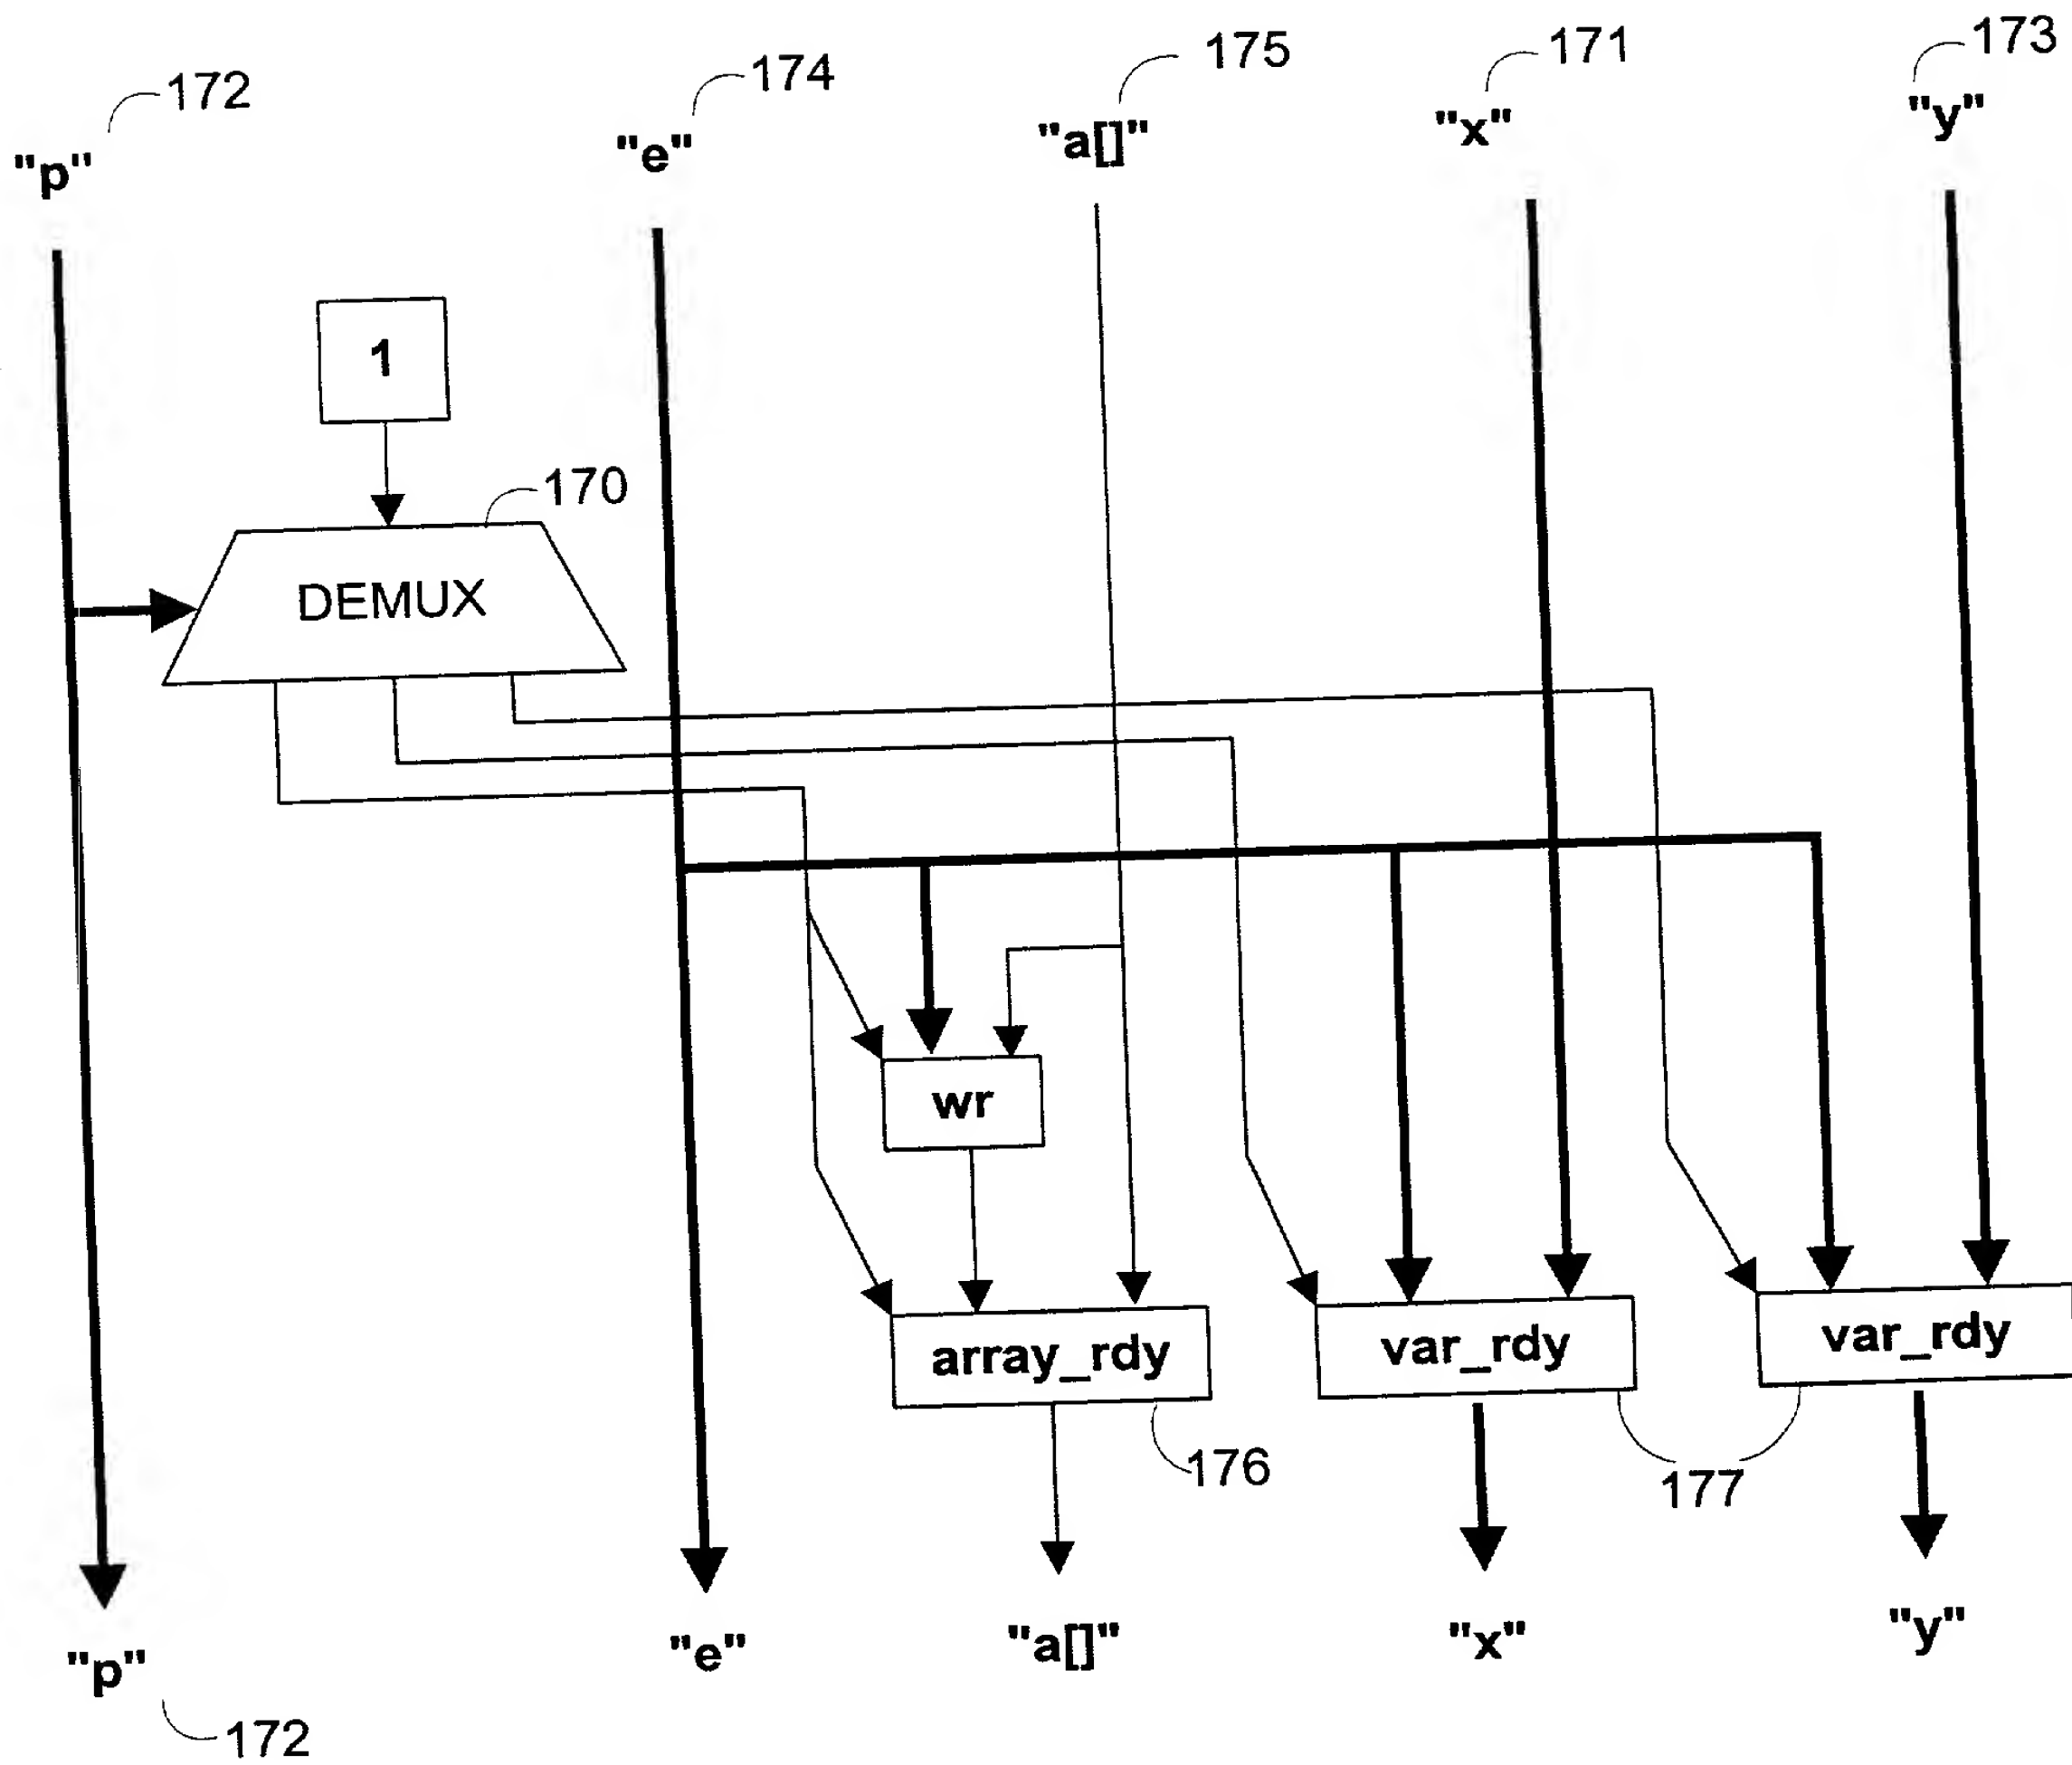 172
174
175
171
173
"p"
"e"
"a[]"
"x"
"y"
1
170
DEMUX
wr
array_rdy
var_rdy
var_rdy
176
177
"p"
"e"
"a[]"
"x"
"y"
172